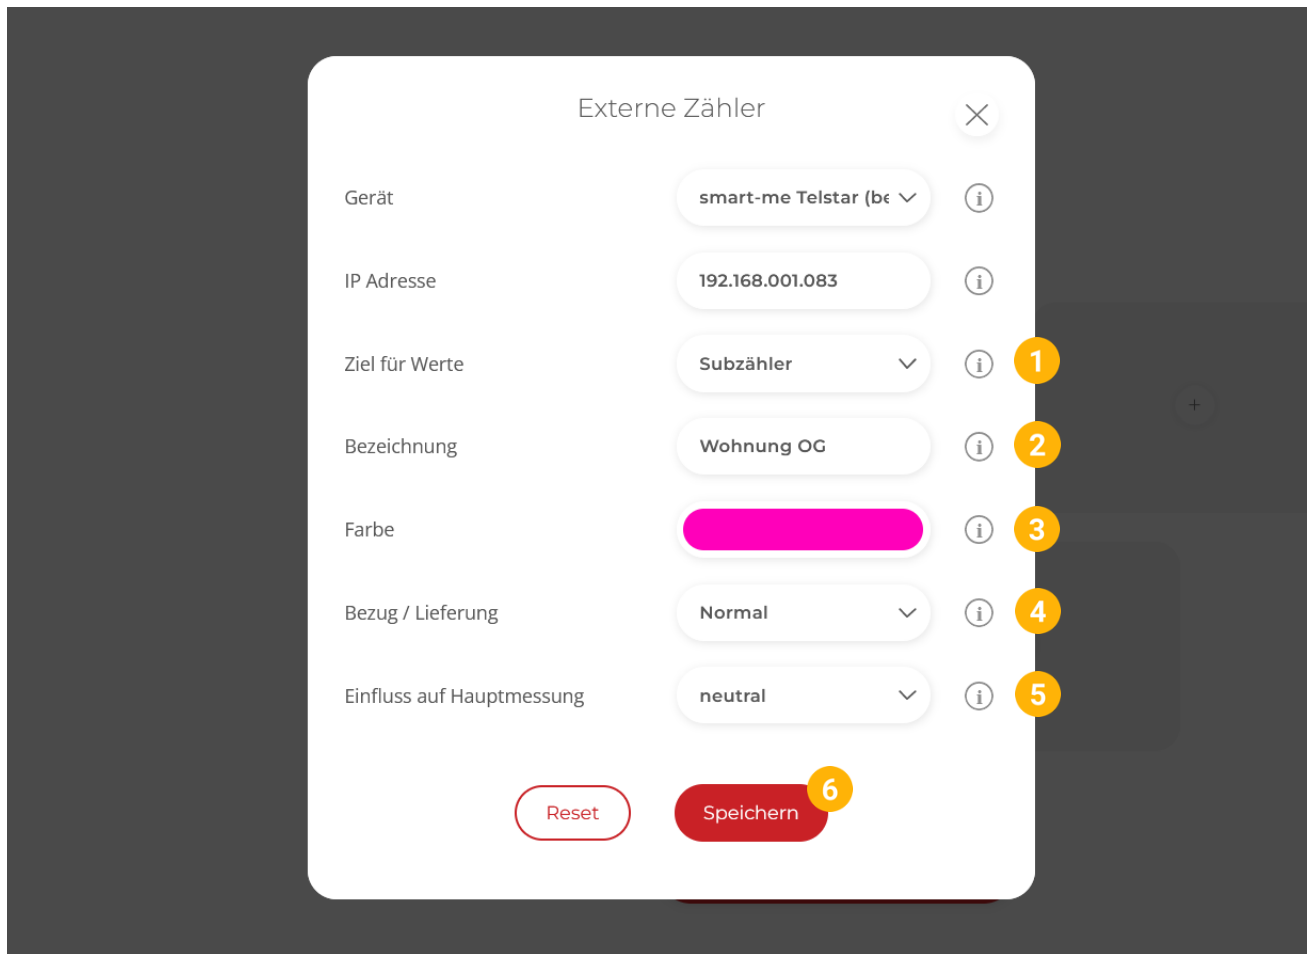 Externe Zähler
Gerät smart-me Telstar (be
IP Adresse 192.168.001.083
Ziel für Werte Subzähler 1
Bezeichnung Wohnung OG 2
Farbe 3
Bezug / Lieferung Normal 4
Einfluss auf Hauptmessung neutral 5
Reset Speichern 6